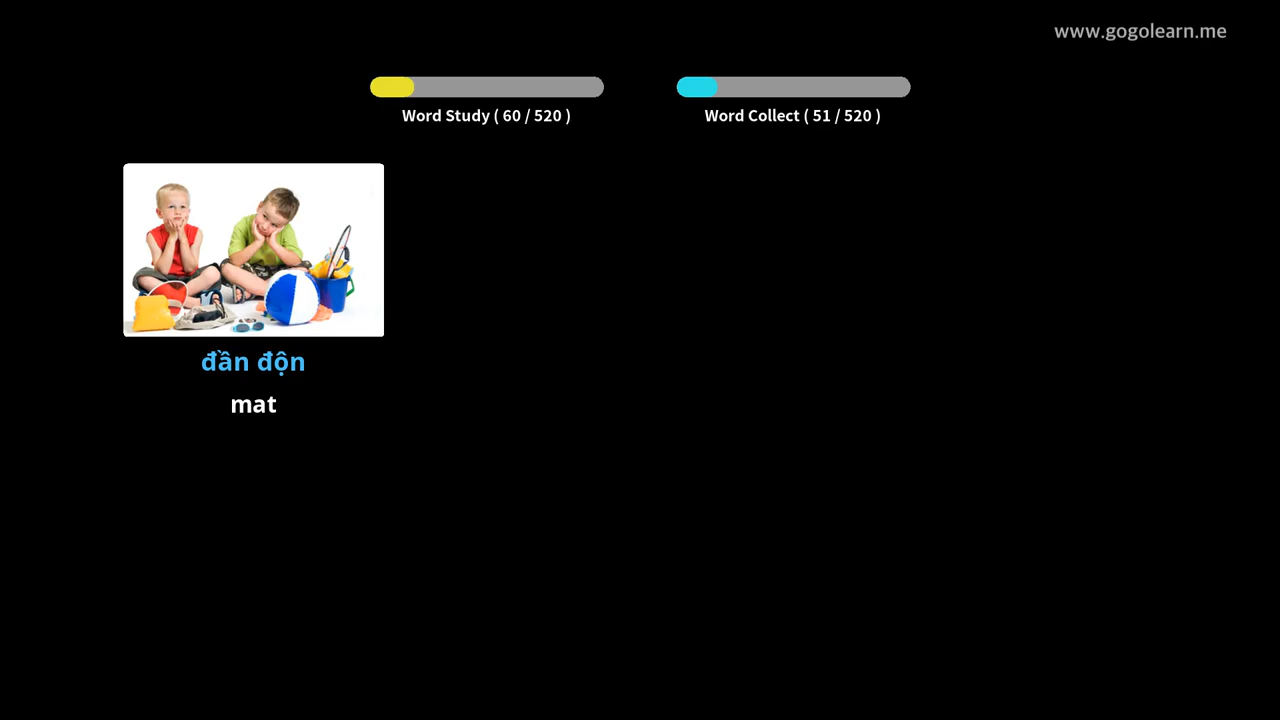 www.gogolearn.me
Word Study ( 60 / 520 )
Word Collect ( 51 / 520 )
đần độn
mat